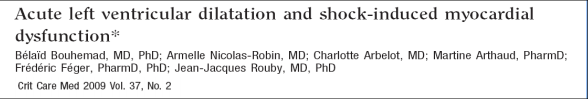 Acute left ventricular dilatation and shock-induced myocardial
dysfunction*
Bélaïd Bouhemad, MD, PhD; Armelle Nicolas-Robin, MD; Charlotte Arbelot, MD; Martine Arthaud, PharmD;
Frédéric Féger, PharmD, PhD; Jean-Jacques Rouby, MD, PhD
Crit Care Med 2009 Vol. 37, No. 2